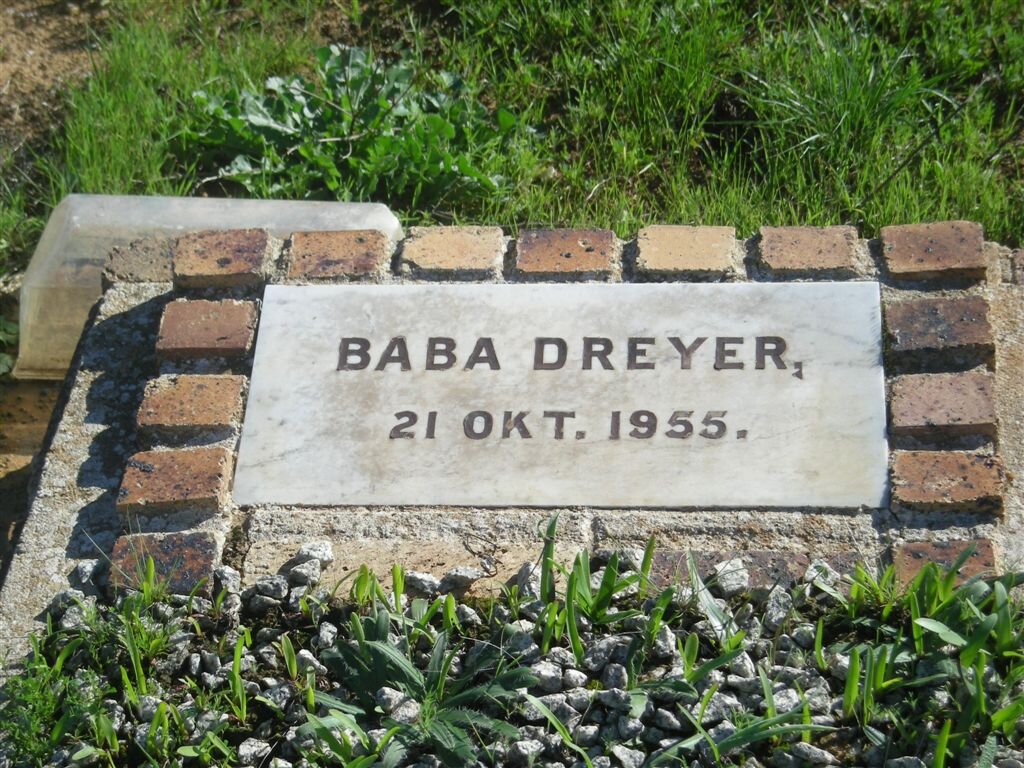 BABA DREYER,
21 OKT. 1955.